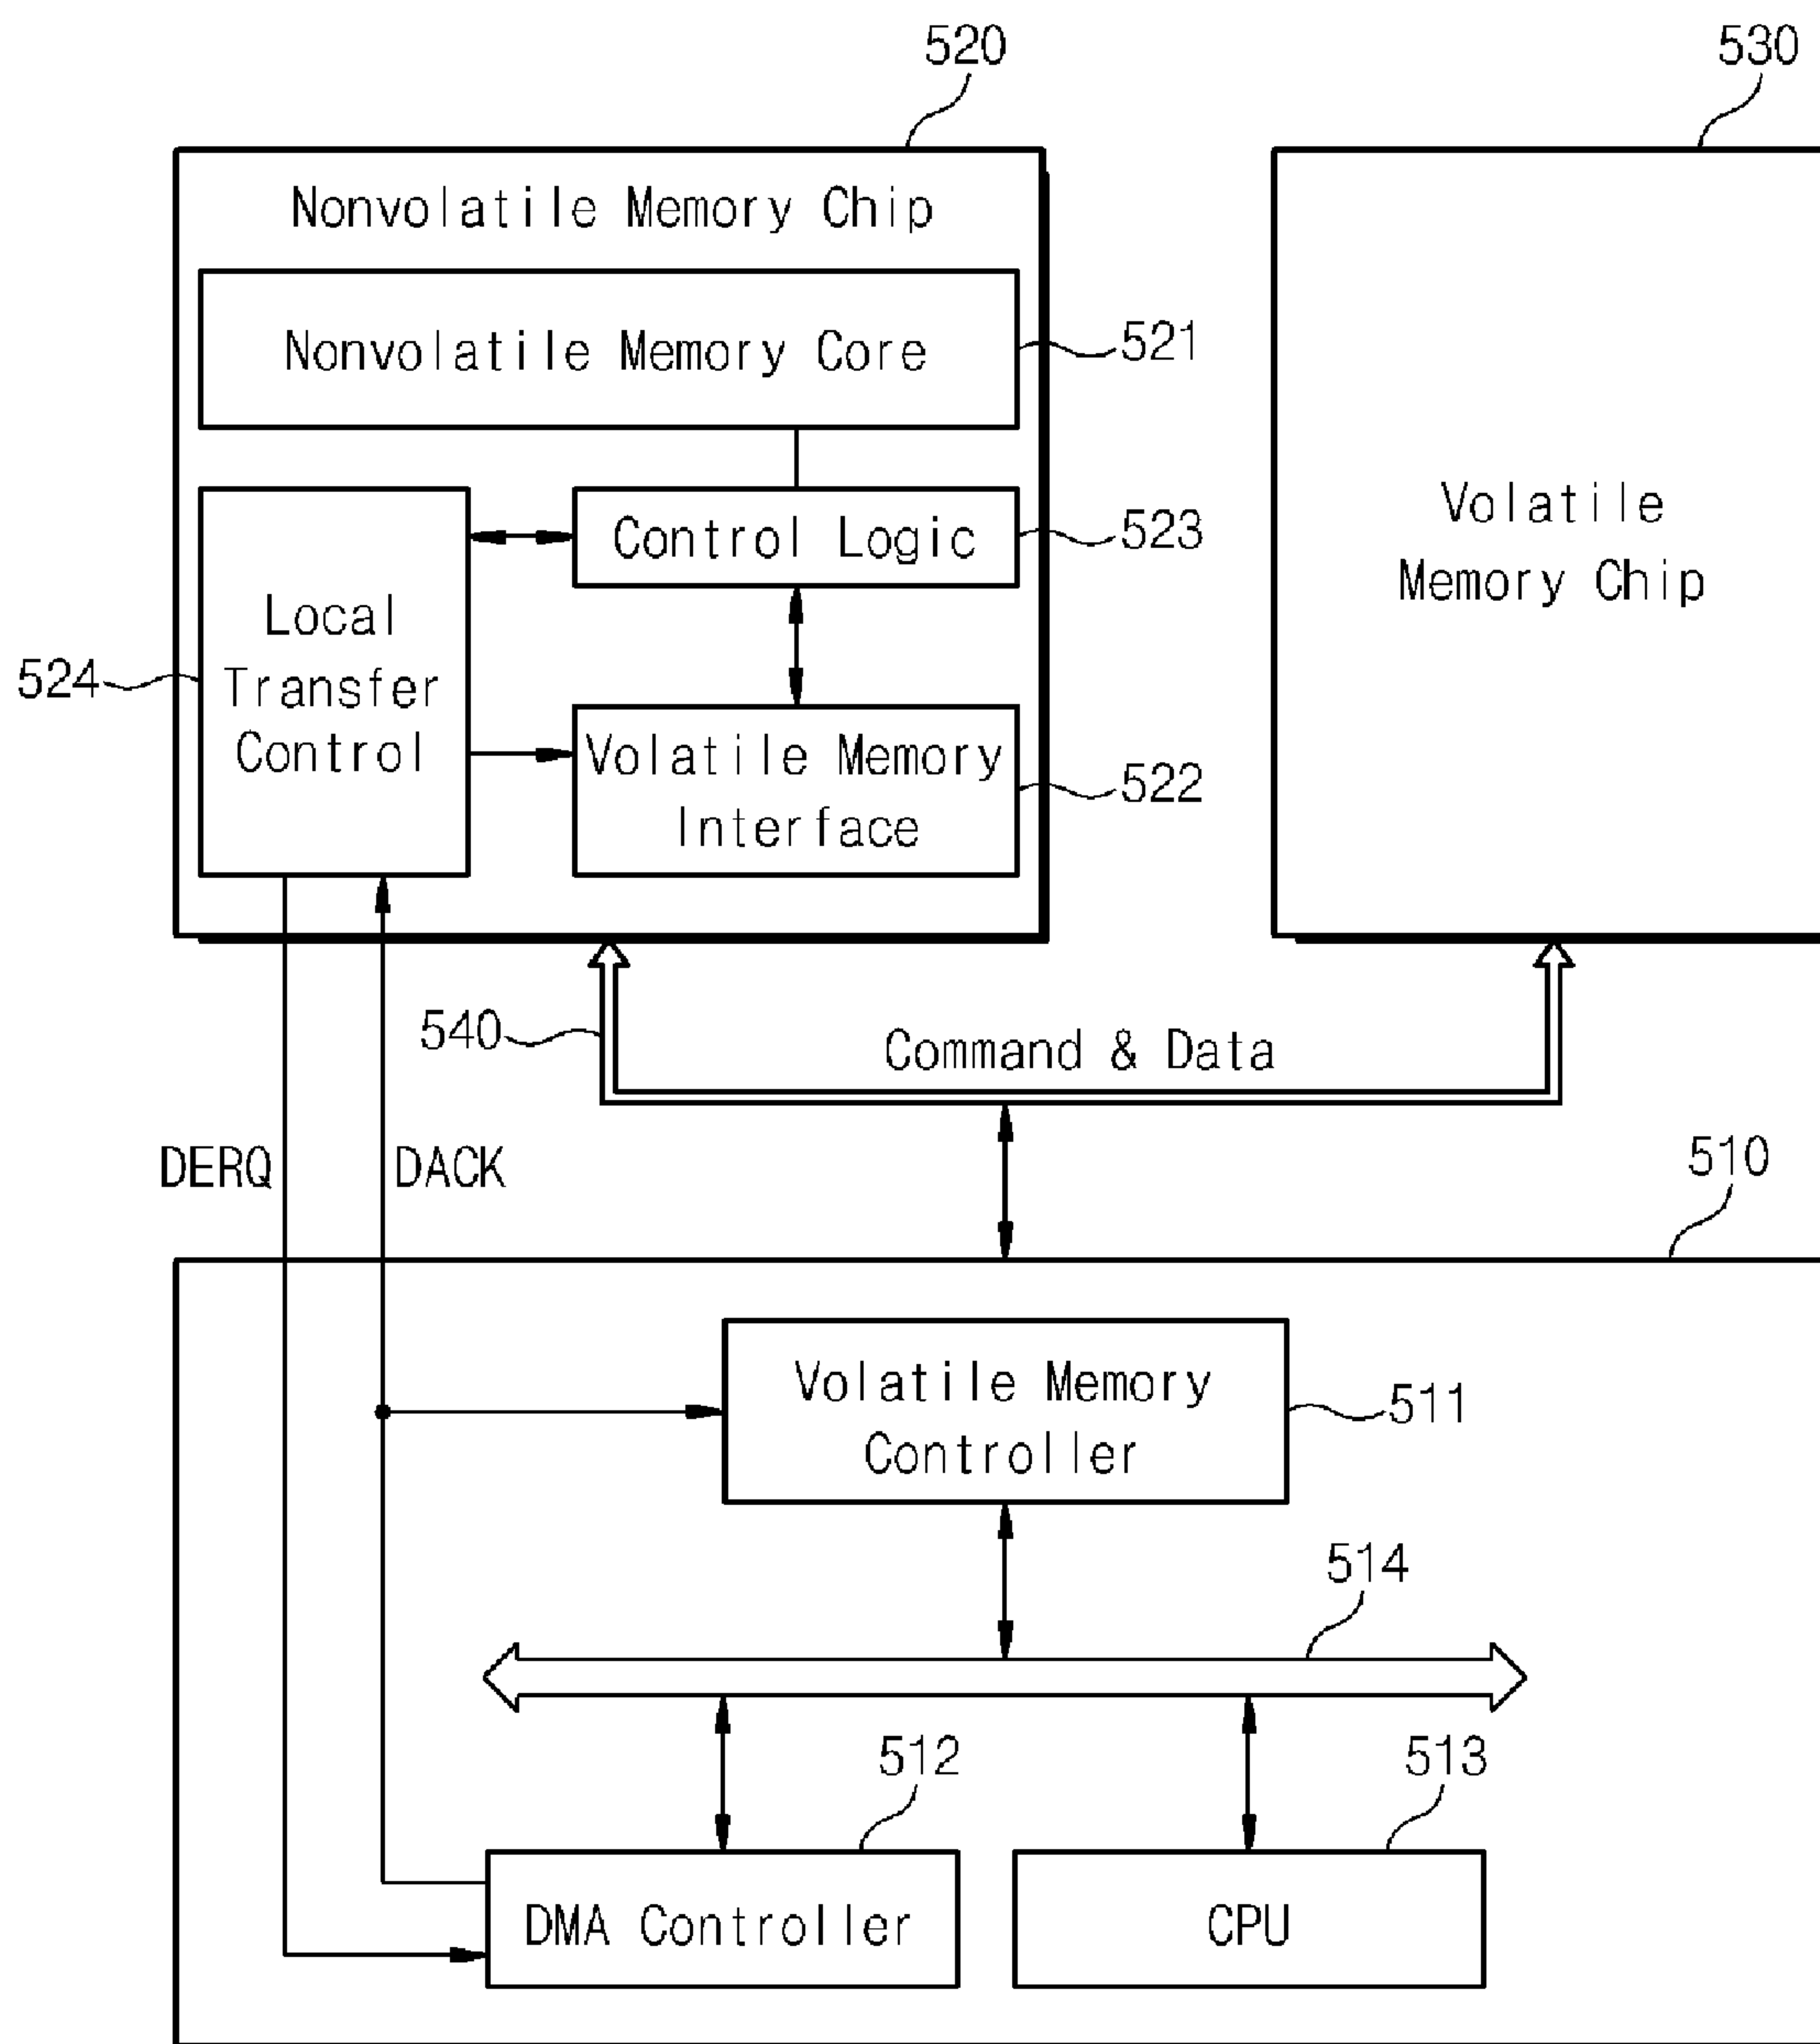 520
530
Nonvolatile Memory Chip
Nonvolatile Memory Core
521
Control Logic
523
Local
Transfer
Control
524
Volatile Memory
Interface
522
Volatile
Memory Chip
540
Command & Data
DERQ
DACK
510
Volatile Memory
Controller
511
514
512
513
DMA Controller
CPU